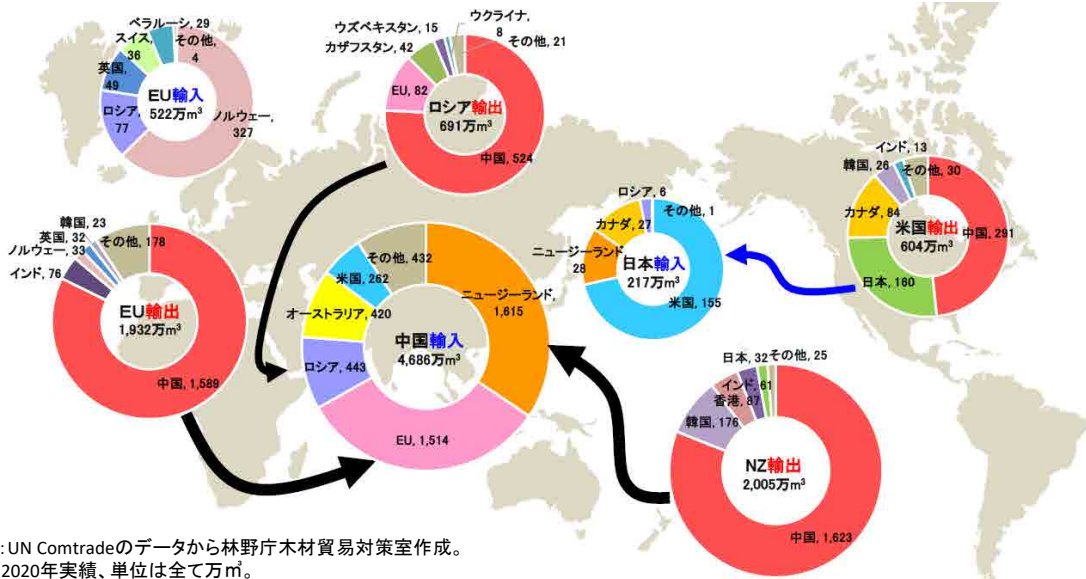 ベラルーシ, 29
スイス,
36
その他,
4
英国,
49
EU輸入
522万m³
ロシア,
77
ノルウェー,
327
ウズベキスタン, 15
ウクライナ,
8
カザフスタン, 42
その他, 21
EU, 82
ロシア輸出
691万m³
中国, 524
インド, 13
韓国, 26
その他, 30
カナダ, 84
米国輸出
604万m³
中国, 291
日本, 160
ロシア, 6
その他, 1
カナダ, 27
ニュージーランド,
28
日本輸入
217万m³
米国, 155
韓国, 23
英国, 32
ノルウェー, 33
その他, 178
インド, 76
EU輸出
1,932万m³
中国, 1,589
その他, 432
米国, 262
オーストラリア, 420
ニュージーランド,
1,615
中国輸入
4,686万m³
ロシア, 443
EU, 1,514
日本, 32
その他, 25
インド, 61
香港, 87
韓国, 176
NZ輸出
2,005万m³
中国, 1,623
:UN Comtradeのデータから林野庁木材貿易対策室作成。
2020年実績、単位は全て万㎥。